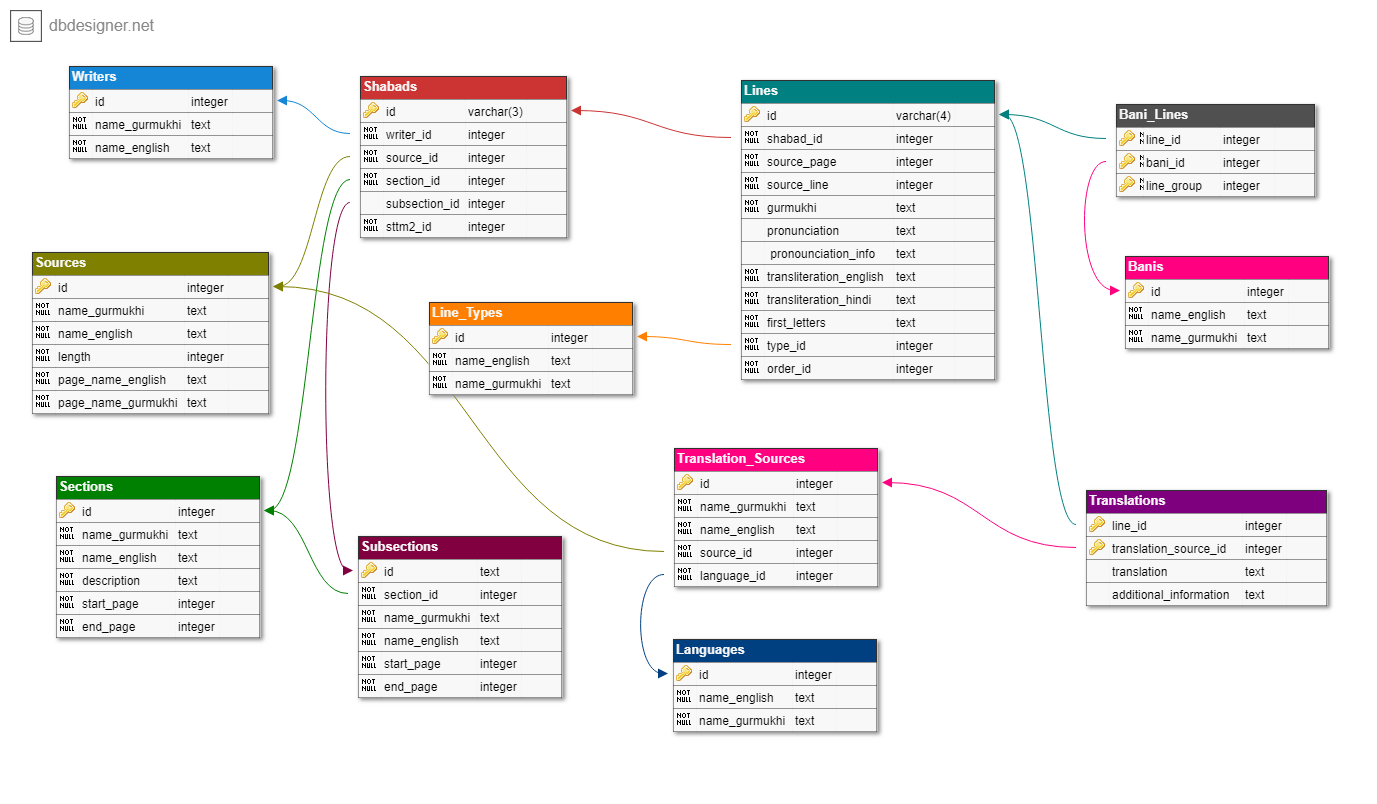 dbdesigner.net
Writers
id integer
NOT NULL name_gurmukhi text
NOT NULL name_english text
Shabads
id varchar(3)
NOT NULL writer_id integer
NOT NULL source_id integer
NOT NULL section_id integer
subsection_id integer
NOT NULL sttm2_id integer
Lines
id varchar(4)
NOT NULL shabad_id integer
NOT NULL source_page integer
NOT NULL source_line integer
NOT NULL gurmukhi text
pronunciation text
pronounciation_info text
NOT NULL transliteration_english text
NOT NULL transliteration_hindi text
NOT NULL first_letters text
NOT NULL type_id integer
NOT NULL order_id integer
Bani_Lines
N N line_id integer
N N bani_id integer
N N line_group integer
Sources
id integer
NOT NULL name_gurmukhi text
NOT NULL name_english text
NOT NULL length integer
NOT NULL page_name_english text
NOT NULL page_name_gurmukhi text
Line_Types
id integer
NOT NULL name_english text
NOT NULL name_gurmukhi text
Banis
id integer
NOT NULL name_english text
NOT NULL name_gurmukhi text
Sections
id integer
NOT NULL name_gurmukhi text
NOT NULL name_english text
NOT NULL description text
NOT NULL start_page integer
NOT NULL end_page integer
Subsections
id text
NOT NULL section_id integer
NOT NULL name_gurmukhi text
NOT NULL name_english text
NOT NULL start_page integer
NOT NULL end_page integer
Translation_Sources
id integer
NOT NULL name_gurmukhi text
NOT NULL name_english text
NOT NULL source_id integer
NOT NULL language_id integer
Translations
line_id integer
translation_source_id integer
translation text
additional_information text
Languages
id integer
NOT NULL name_english text
NOT NULL name_gurmukhi text